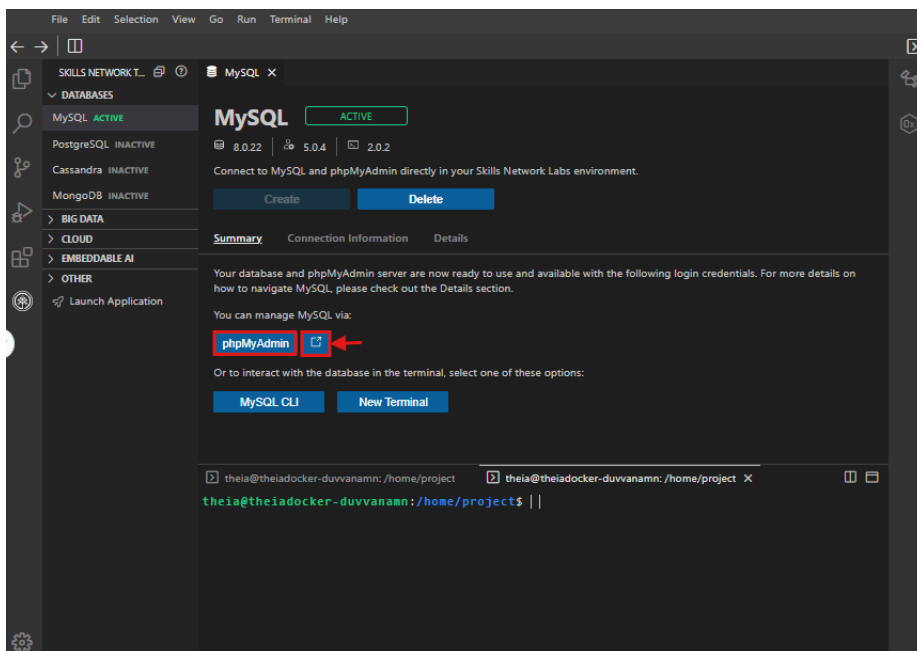 File Edit Selection View Go Run Terminal Help
SKILLS NETWORK T...
MySQL
DATABASES
MySQL ACTIVE
PostgreSQL INACTIVE
Cassandra INACTIVE
MongoDB INACTIVE
BIG DATA
CLOUD
EMBEDDABLE AI
OTHER
Launch Application
MySQL ACTIVE
8.0.22 5.0.4 2.0.2
Connect to MySQL and phpMyAdmin directly in your Skills Network Labs environment.
Create Delete
Summary Connection Information Details
Your database and phpMyAdmin server are now ready to use and available with the following login credentials. For more details on
how to navigate MySQL, please check out the Details section.
You can manage MySQL via:
phpMyAdmin
Or to interact with the database in the terminal, select one of these options:
MySQL CLI New Terminal
theia@theiadocker-duvvanamn: /home/project theia@theiadocker-duvvanamn: /home/project
theia@theiadocker-duvvanamn:/home/project$